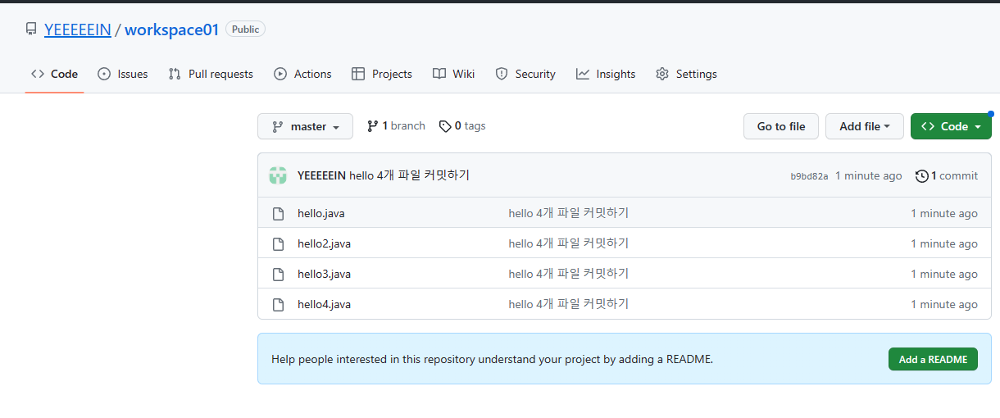 YEEEEEIN / workspace01 Public
Code Issues Pull requests Actions Projects Wiki Security Insights Settings
master 1 branch 0 tags Go to file Add file Code
YEEEEEIN hello 4개 파일 커밋하기 b9bd82a 1 minute ago 1 commit
hello.java hello 4개 파일 커밋하기 1 minute ago
hello2.java hello 4개 파일 커밋하기 1 minute ago
hello3.java hello 4개 파일 커밋하기 1 minute ago
hello4.java hello 4개 파일 커밋하기 1 minute ago
Help people interested in this repository understand your project by adding a README. Add a README